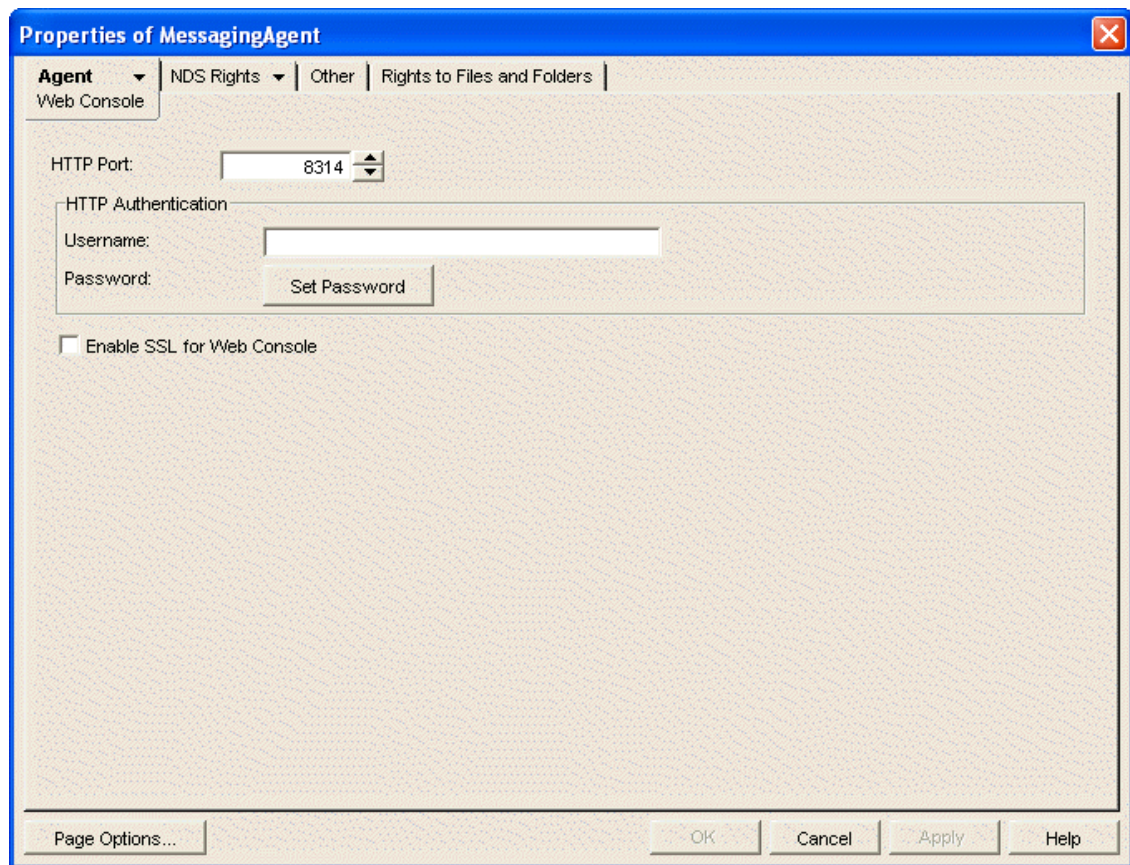 Properties of MessagingAgent
Agent NDS Rights Other Rights to Files and Folders
Web Console
HTTP Port: 8314
HTTP Authentication
Username:
Password: Set Password
Enable SSL for Web Console
Page Options... OK Cancel Apply Help